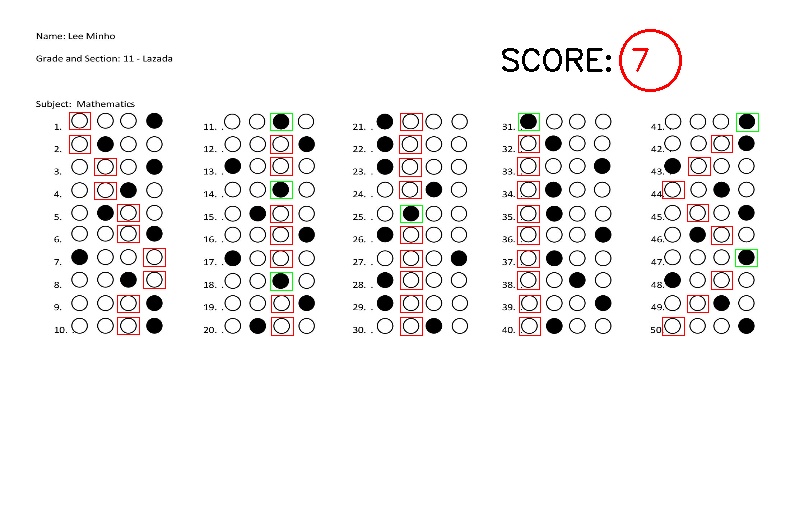 Name: Lee Minho
Grade and Section: 11 - Lazada
SCORE: 7
Subject: Mathematics
1. 11. . 21. . 31. 41.
2. 12. . 22. . 32. 42.
3. 13. . 23. . 33. 43.
4. 14. . 24. . 34. 44.
5. 15. . 25. . 35. 45.
6. 16. . 26. . 36. 46.
7. 17. . 27. . 37. 47.
8. 18. . 28. . 38. 48.
9. 19. . 29. . 39. 49.
10. 20. . 30. . 40. 50